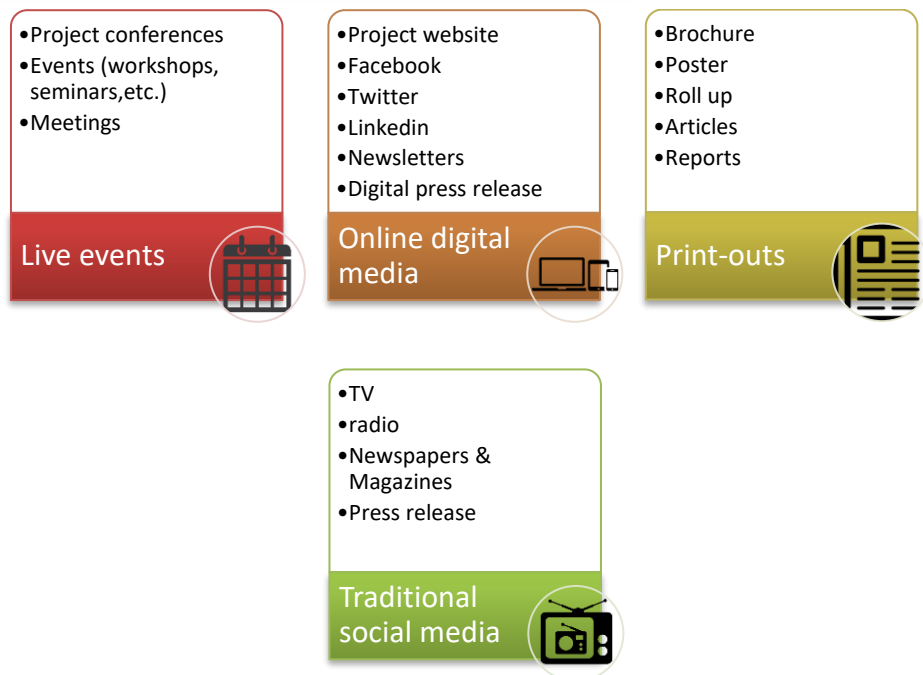 •Project conferences
•Events (workshops,
seminars,etc.)
•Meetings
Live events
•Project website
•Facebook
•Twitter
•Linkedin
•Newsletters
•Digital press release
Online digital
media
•Brochure
•Poster
•Roll up
•Articles
•Reports
Print-outs
•TV
•radio
•Newspapers &
Magazines
•Press release
Traditional
social media